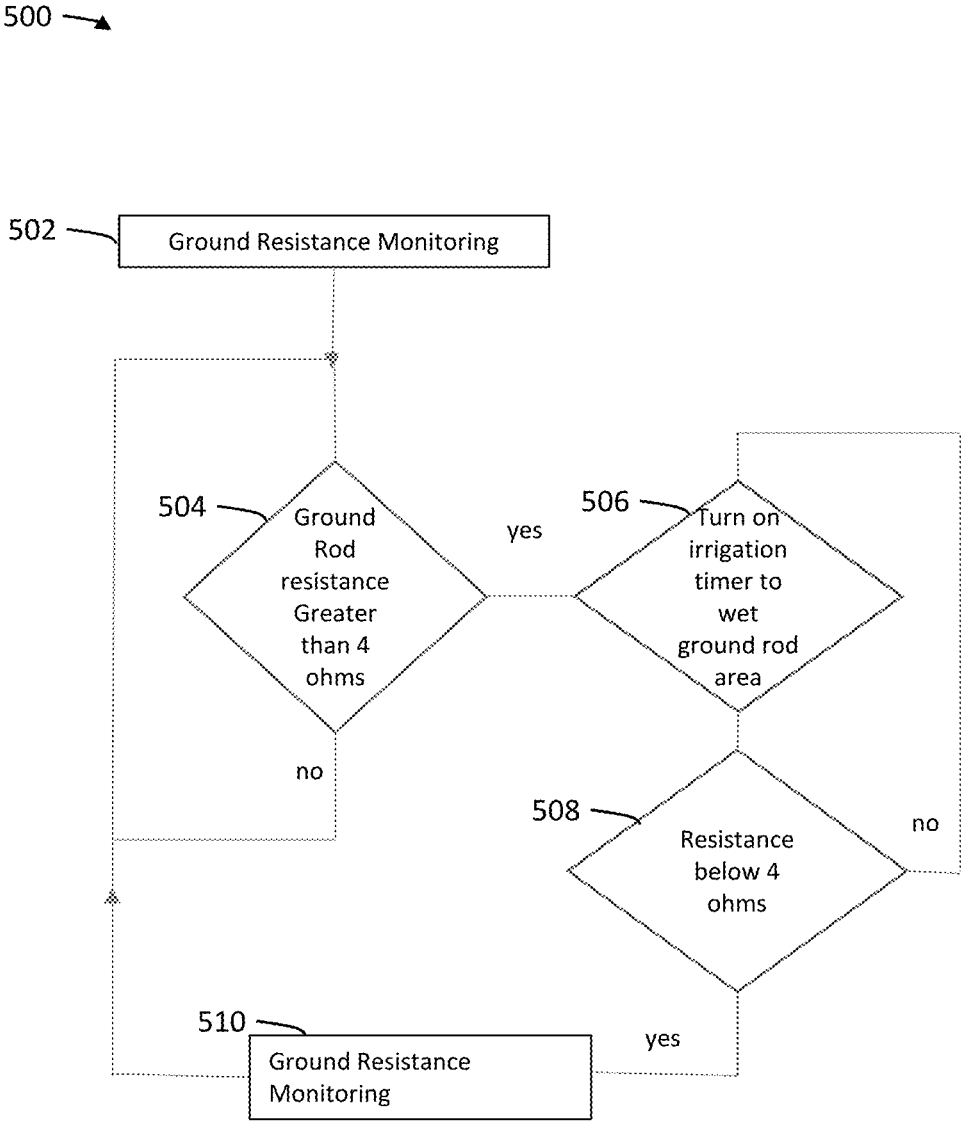 500
502
Ground Resistance Monitoring
504
Ground
Rod
resistance
Greater
than 4
ohms
yes
no
506
Turn on
irrigation
timer to
wet
ground rod
area
508
Resistance
below 4
ohms
no
yes
510
Ground Resistance
Monitoring